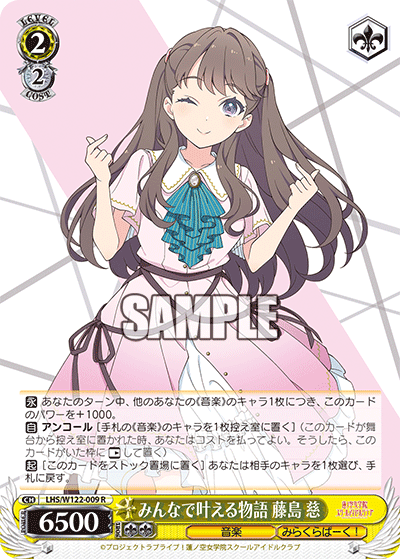 LEVEL
2
2
COST
SAMPLE
永 あなたのターン中、他のあなたの《音楽》のキャラ1枚につき、このカード
のパワーを＋1000。
自 アンコール [手札の《音楽》のキャラを1枚控え室に置く] (このカードが
舞台から控え室に置かれた時、あなたはコストを払ってよい。そうしたら、この
カードがいた枠に置く)
起 [このカードをストック置場に置く] あなたは相手のキャラを1枚選び、手
札に戻す。
CH LHS/W122-009 R
みんなで叶える物語 藤島 慈
6500
音楽
みらくらぱーく！
©プロジェクトラブライブ！蓮ノ空女学院スクールアイドルクラブ